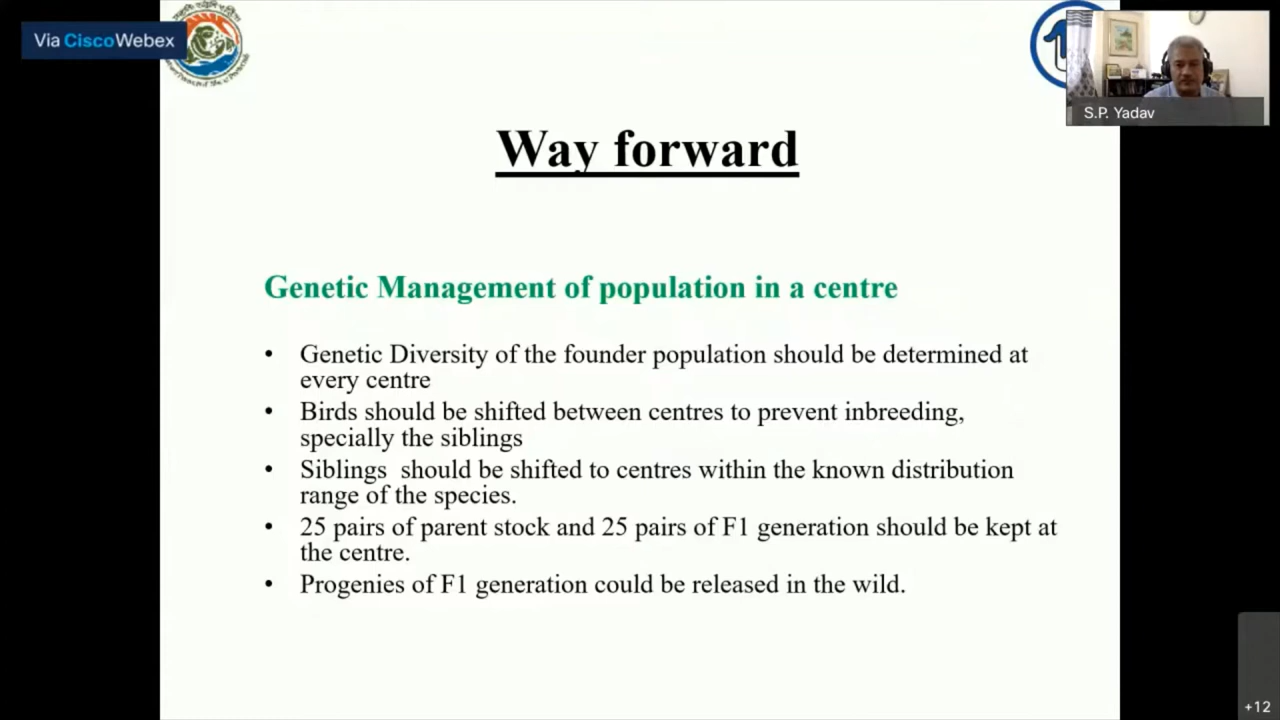 Via CiscoWebex
S.P. Yadav
Way forward
Genetic Management of population in a centre
• Genetic Diversity of the founder population should be determined at
every centre
• Birds should be shifted between centres to prevent inbreeding,
specially the siblings
• Siblings should be shifted to centres within the known distribution
range of the species.
• 25 pairs of parent stock and 25 pairs of F1 generation should be kept at
the centre.
• Progenies of F1 generation could be released in the wild.
+12